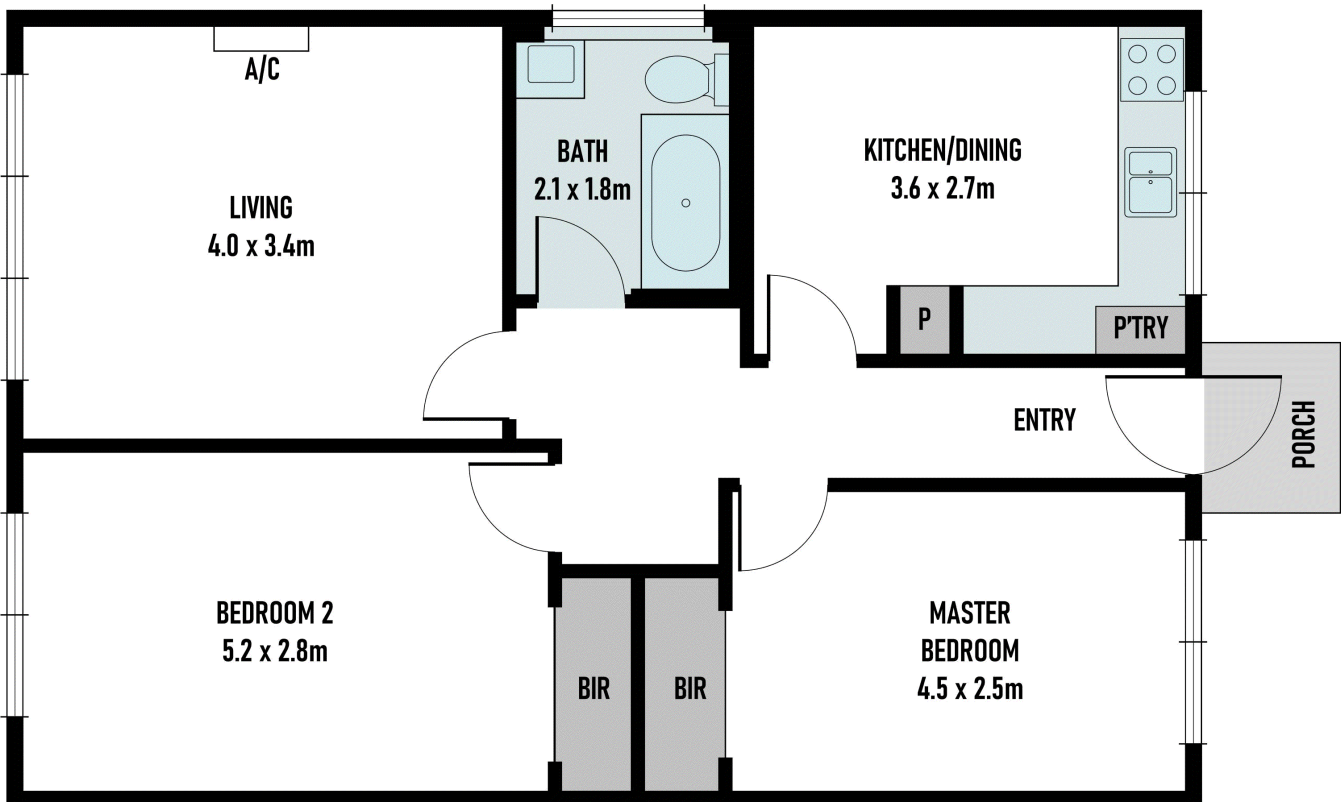 A/C
LIVING
4.0 x 3.4m
BATH
2.1 x 1.8m
KITCHEN/DINING
3.6 x 2.7m
P
P'TRY
ENTRY
PORCH
BEDROOM 2
5.2 x 2.8m
BIR
BIR
MASTER
BEDROOM
4.5 x 2.5m